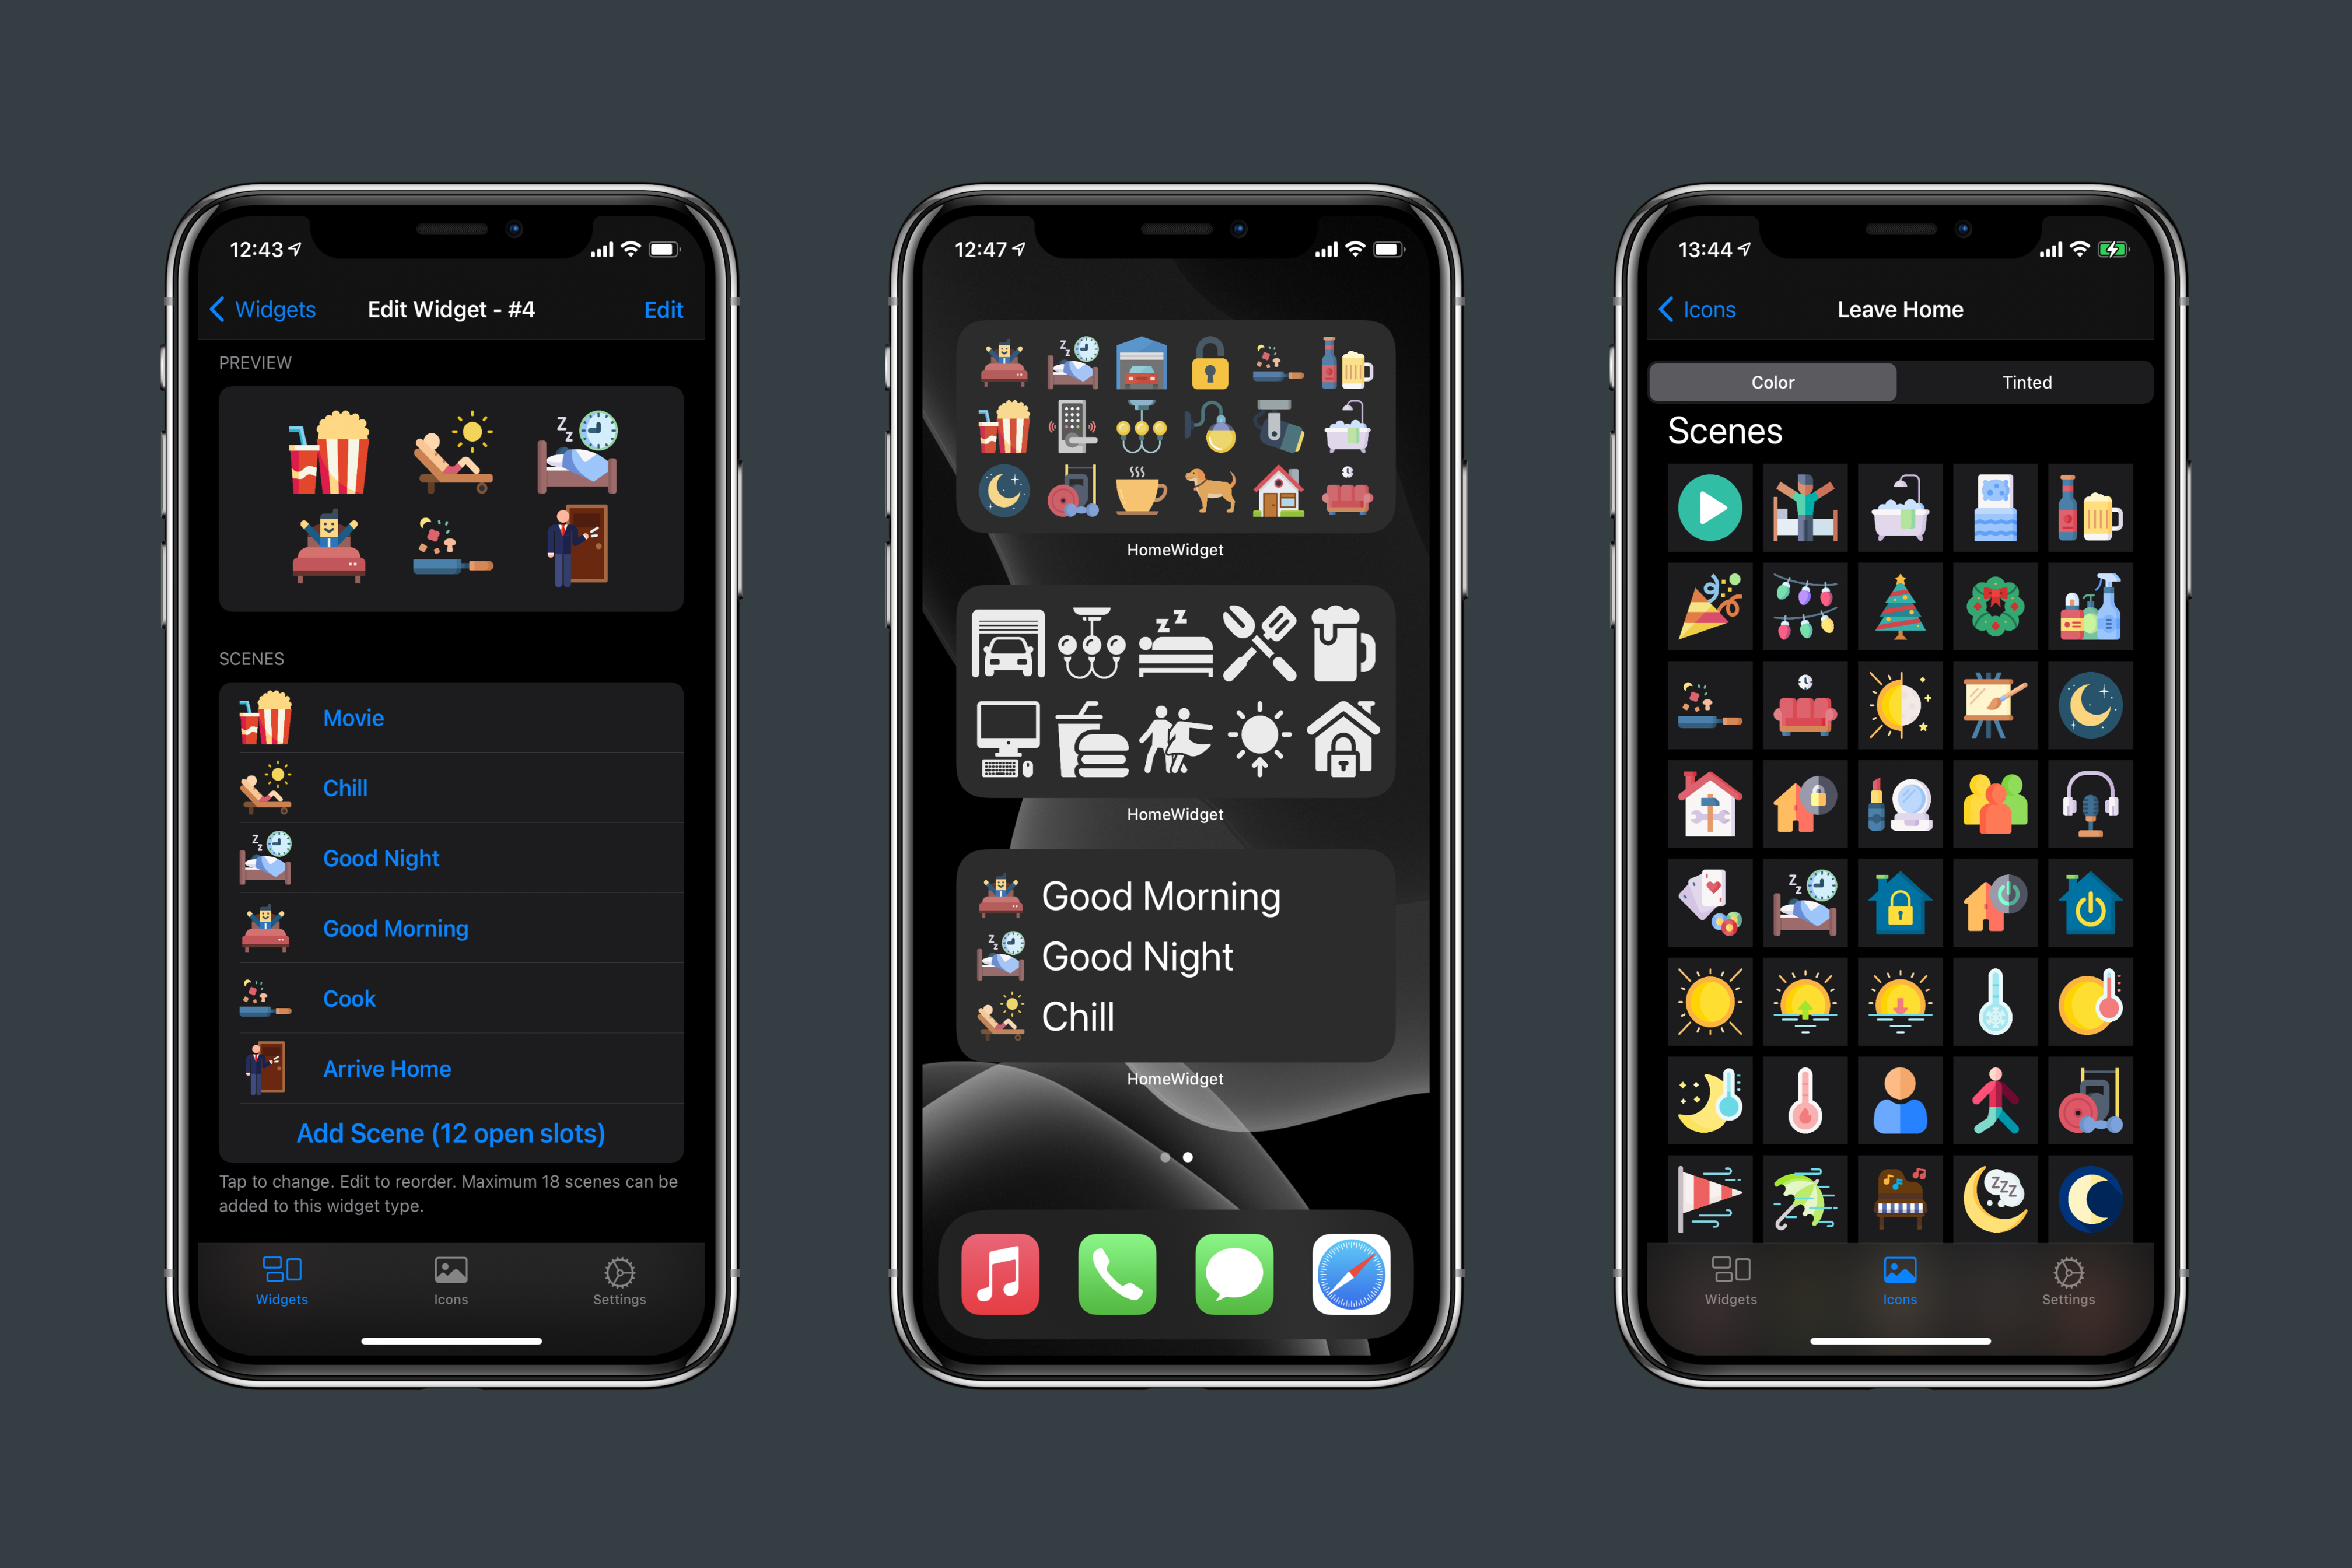 12:43
Widgets
Edit Widget - #4
Edit
PREVIEW
SCENES
Movie
Chill
Good Night
Good Morning
Cook
Arrive Home
Add Scene (12 open slots)
Tap to change. Edit to reorder. Maximum 18 scenes can be
added to this widget type.
Widgets
Icons
Settings
12:47
HomeWidget
HomeWidget
Good Morning
Good Night
Chill
HomeWidget
13:44
Icons
Leave Home
Color
Tinted
Scenes
Widgets
Icons
Settings